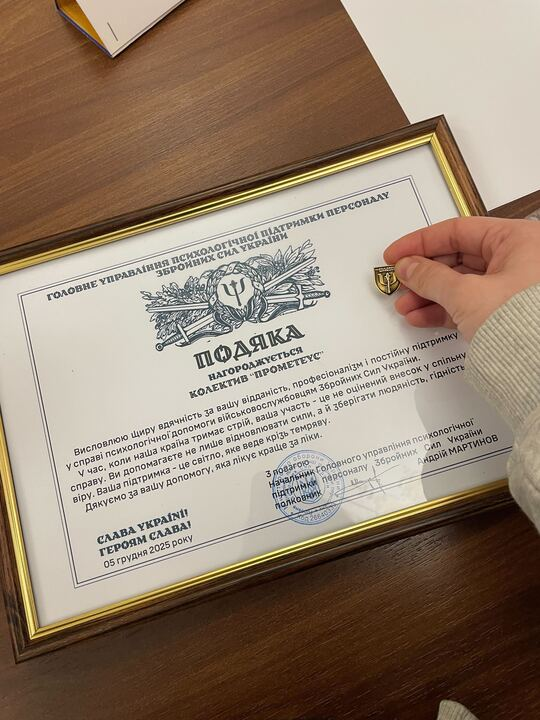 ГОЛОВНЕ УПРАВЛІННЯ ПСИХОЛОГІЧНОЇ ПІДТРИМКИ ПЕРСОНАЛУ
ЗБРОЙНИХ СИЛ УКРАЇНИ
ПОДЯКА
НАГОРОДЖУЄТЬСЯ
КОЛЕКТИВ "ПРОМЕТЕУС"
Висловлюю щиру вдячність за вашу відданість, професіоналізм і постійну підтримку
у справі психологічної допомоги військовослужбовцям Збройних Сил України.
У час, коли наша країна тримає стрій, ваша участь - це не оцінений внесок у спільну
справу. Ви допомагаєте не лише відновлювати сили, а й зберігати людяність, гідність
віру. Ваша підтримка - це світло, яке веде крізь темряву.
Дякуємо за вашу допомогу, яка лікує краще за ліки.
З повагою,
Начальник Головного управління психологічної
підтримки персоналу Збройних Сил України
полковник Андрій МАРТИНОВ
СЛАВА УКРАЇНІ!
ГЕРОЯМ СЛАВА!
05 грудня 2025 року